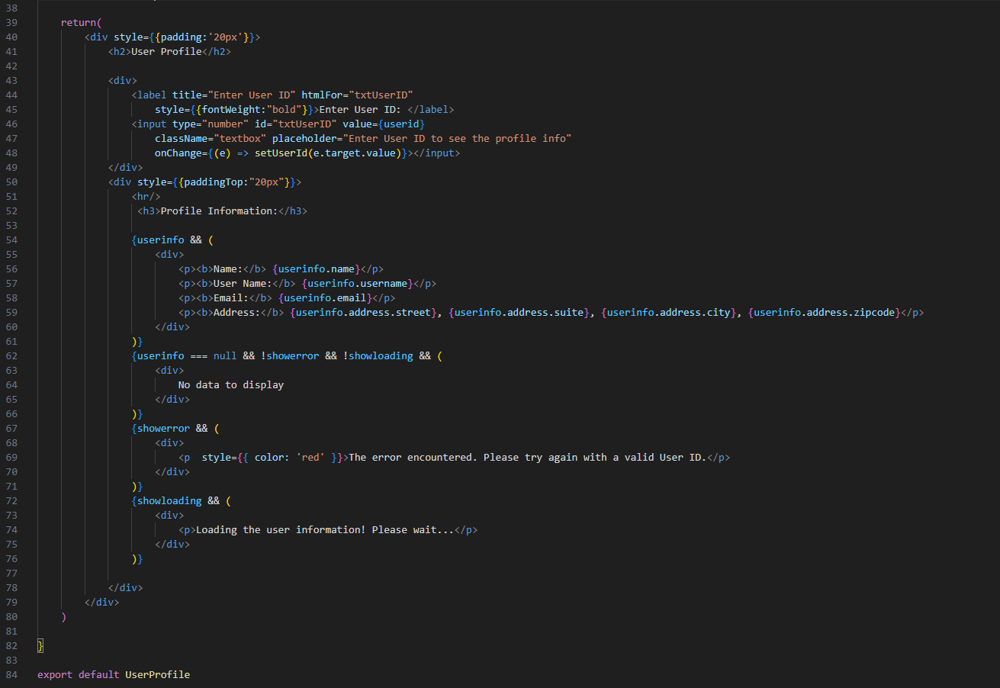 38
39     return(
40         <div style={{padding:'20px'}}>
41             <h2>User Profile</h2>
42
43             <div>
44                 <label title="Enter User ID" htmlFor="txtUserID"
45                     style={{fontWeight:"bold"}}>Enter User ID: </label>
46                 <input type="number" id="txtUserID" value={userid}
47                     className="textbox" placeholder="Enter User ID to see the profile info"
48                     onChange={(e) => setUserId(e.target.value)}></input>
49             </div>
50             <div style={{paddingTop:"20px"}}>
51                 <hr/>
52                  <h3>Profile Information:</h3>
53
54                 {userinfo && (
55                     <div>
56                         <p><b>Name:</b> {userinfo.name}</p>
57                         <p><b>User Name:</b> {userinfo.username}</p>
58                         <p><b>Email:</b> {userinfo.email}</p>
59                         <p><b>Address:</b> {userinfo.address.street}, {userinfo.address.suite}, {userinfo.address.city}, {userinfo.address.zipcode}</p>
60                     </div>
61                 )}
62                 {userinfo === null && !showerror && !showloading && (
63                     <div>
64                         No data to display
65                     </div>
66                 )}
67                 {showerror && (
68                     <div>
69                         <p  style={{ color: 'red' }}>The error encountered. Please try again with a valid User ID.</p>
70                     </div>
71                 )}
72                 {showloading && (
73                     <div>
74                         <p>Loading the user information! Please wait...</p>
75                     </div>
76                 )}
77
78             </div>
79         </div>
80     )
81
82 }
83
84 export default UserProfile